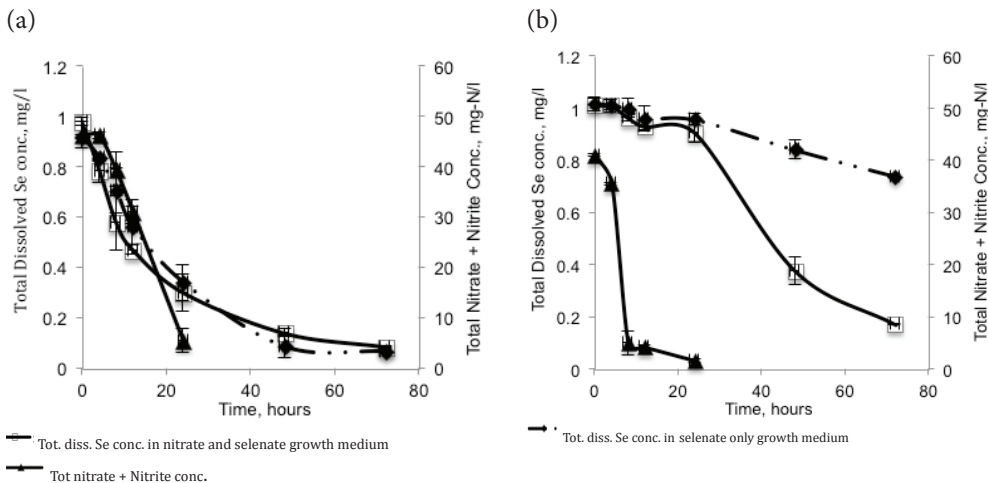 (a)
(b)
Total Dissolved Se conc., mg/l
1.2
1
0.8
0.6
0.4
0.2
0
60
50
40
30
20
10
0
Total Nitrate + Nitrite Conc., mg-N/l
0 20 40 60 80
Time, hours
Total Dissolved Se conc., mg/l
1.2
1
0.8
0.6
0.4
0.2
0
60
50
40
30
20
10
0
Total Nitrate + Nitrite Conc., mg-N/l
0 20 40 60 80
Time, hours
Tot. diss. Se conc. in nitrate and selenate growth medium
Tot. diss. Se conc. in selenate only growth medium
Tot nitrate + Nitrite conc.